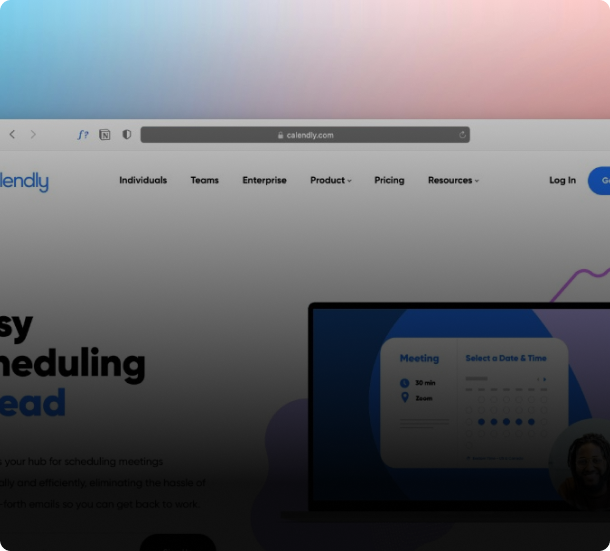 calendly.com
lendly
Individuals Teams Enterprise Product Pricing Resources Log In G
sy
heduling
ead
Meeting
Select a Date & Time
30 min
Zoom
s your hub for scheduling meetings
ally and efficiently, eliminating the hassle of
-forth emails so you can get back to work.